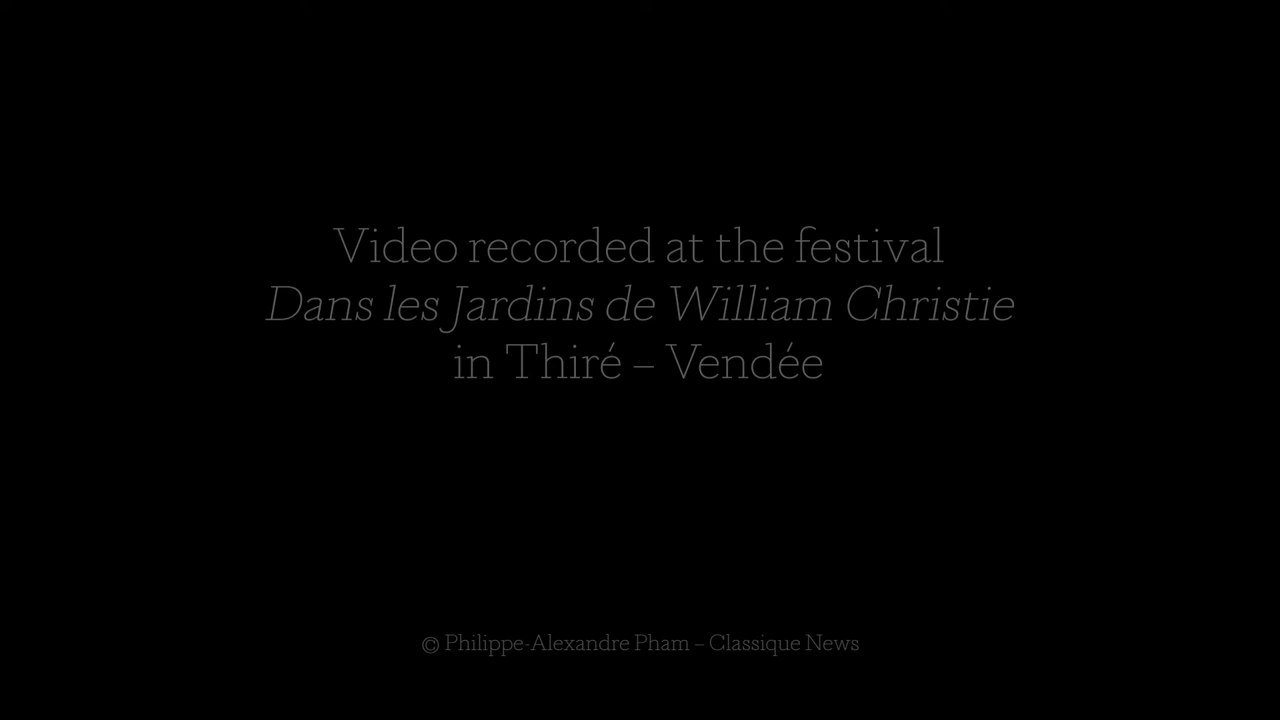 Video recorded at the festival
Dans les Jardins de William Christie
in Thiré – Vendée
© Philippe-Alexandre Pham – Classique News